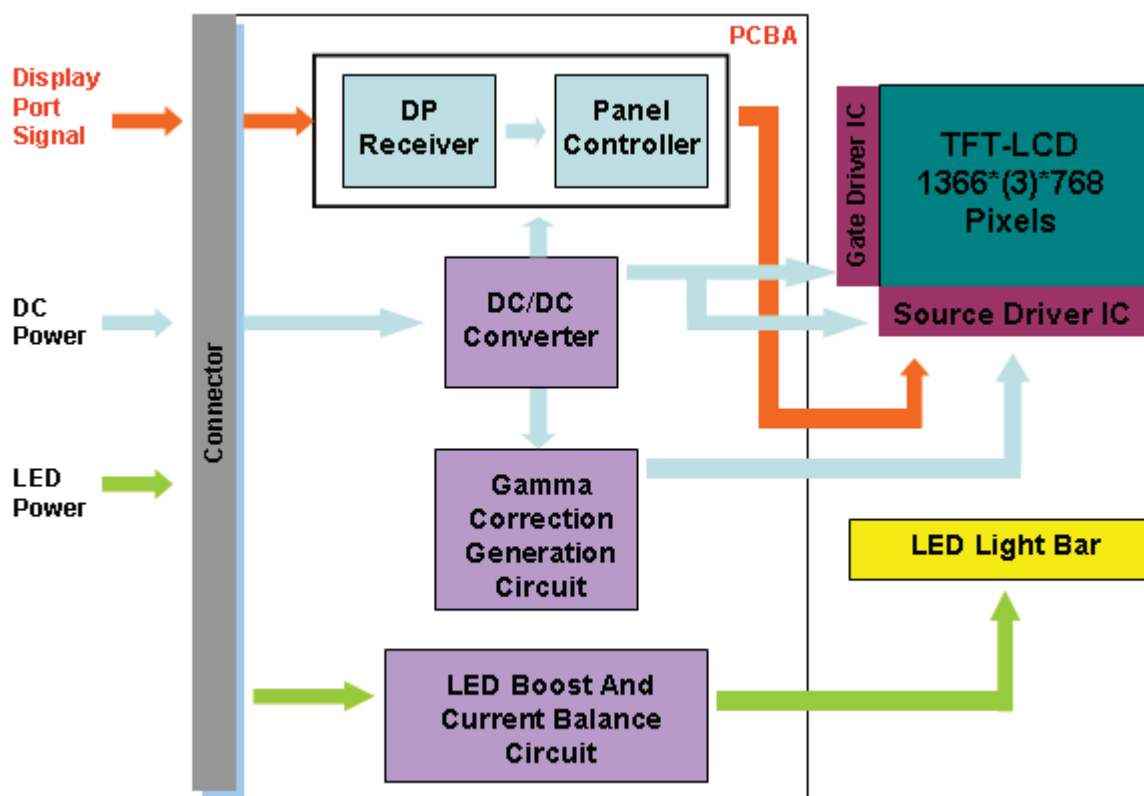 PCBA
Display
Port
Signal
DP
Receiver
Panel
Controller
Gate Driver IC
TFT-LCD
1366*(3)*768
Pixels
Source Driver IC
DC
Power
DC/DC
Converter
Connector
LED
Power
Gamma
Correction
Generation
Circuit
LED Light Bar
LED Boost And
Current Balance
Circuit